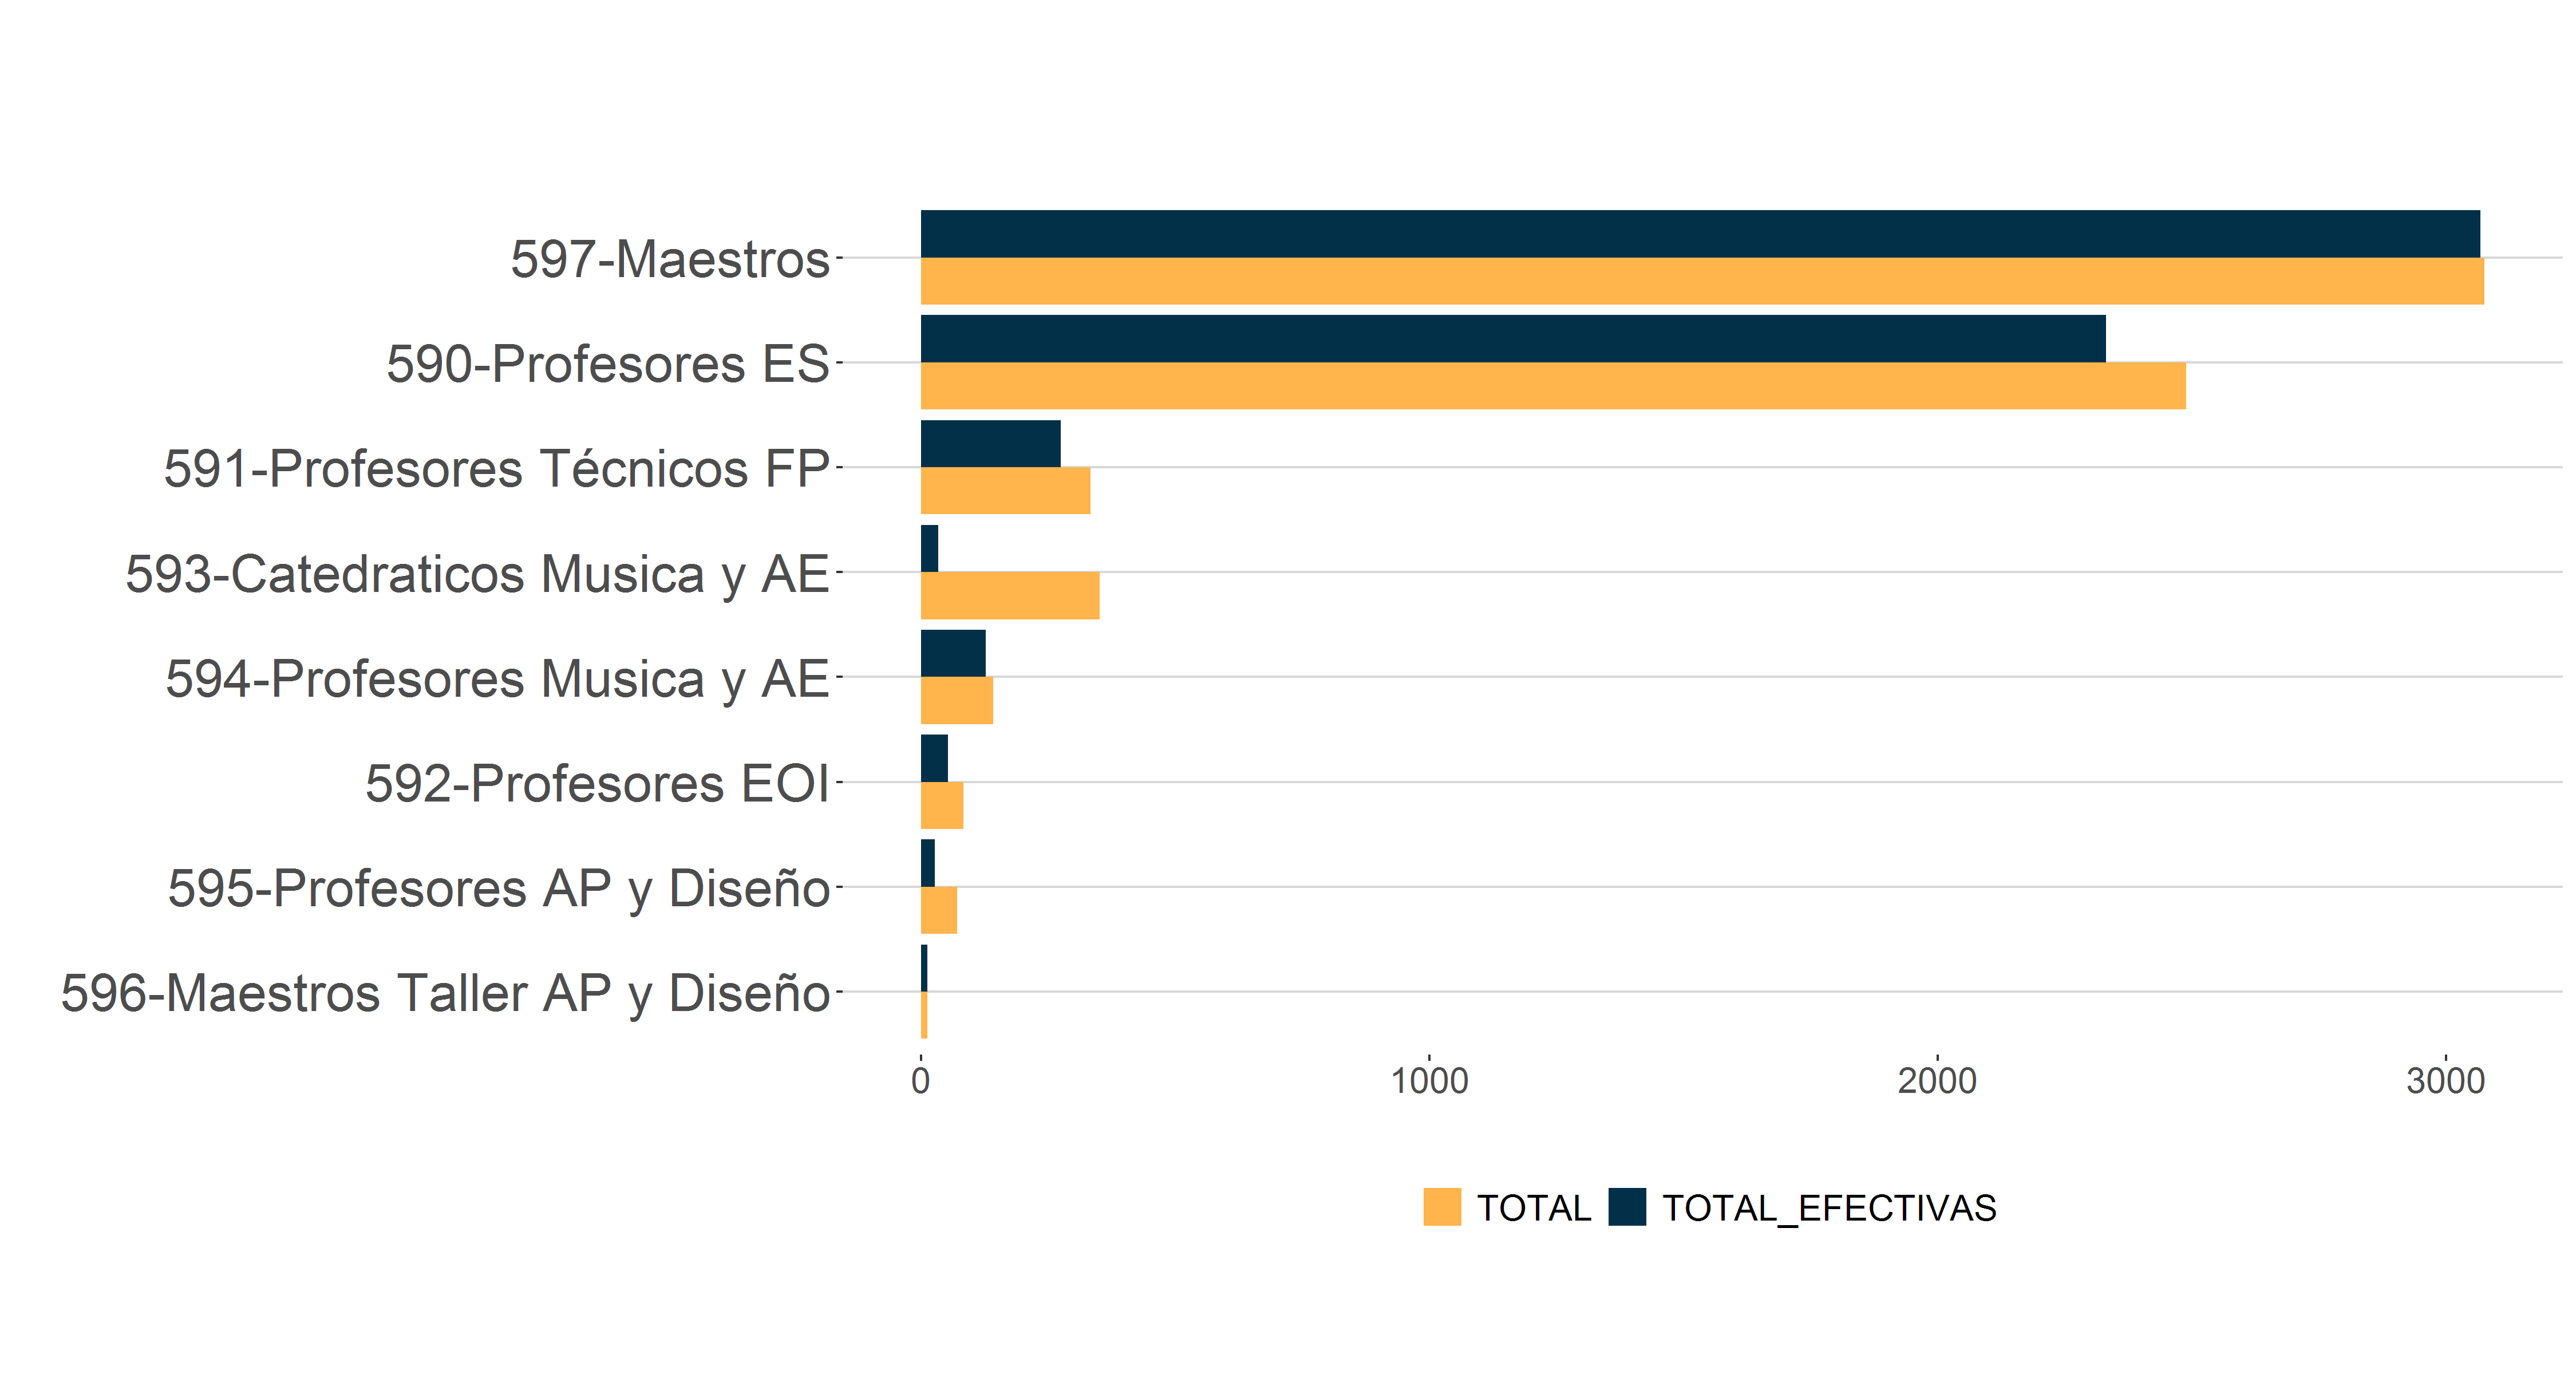 597-Maestros
590-Profesores ES
591-Profesores Técnicos FP
593-Catedraticos Musica y AE
594-Profesores Musica y AE
592-Profesores EOI
595-Profesores AP y Diseño
596-Maestros Taller AP y Diseño
0 1000 2000 3000
TOTAL TOTAL_EFECTIVAS